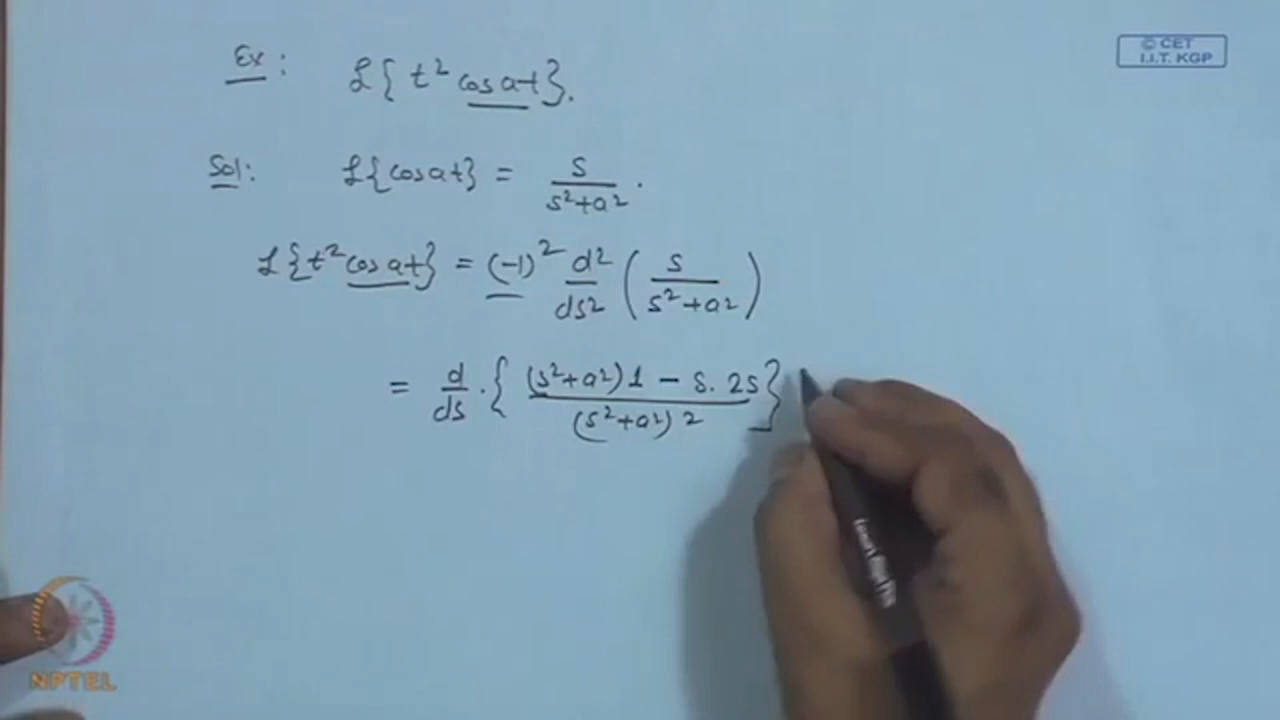 © CET
I.I.T. KGP
Ex: ℒ{t² cos at}.
Sol: ℒ{cos at} = s/(s²+a²).
ℒ{t² cos at} = (-1)² d²/ds² (s/(s²+a²))
= d/ds · {((s²+a²)1 - s. 2s)/(s²+a²)²}
NPTEL